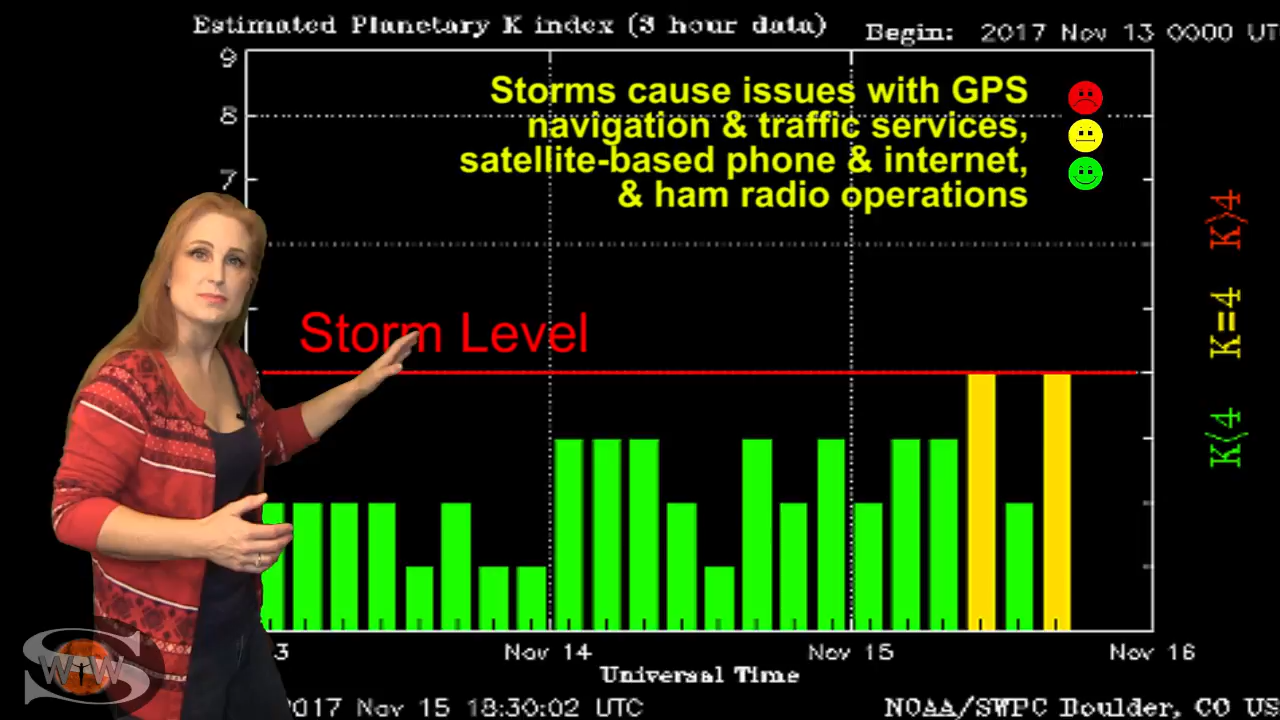 Estimated Planetary K index (3 hour data)
Begin: 2017 Nov 13 0000 UT
9
8
7
Storms cause issues with GPS
navigation & traffic services,
satellite-based phone & internet,
& ham radio operations
Storm Level
K>4
K=4
K<4
3
Nov 14
Nov 15
Nov 16
Universal Time
2017 Nov 15 18:30:02 UTC
NOAA/SWPC Boulder, CO US
SWTW